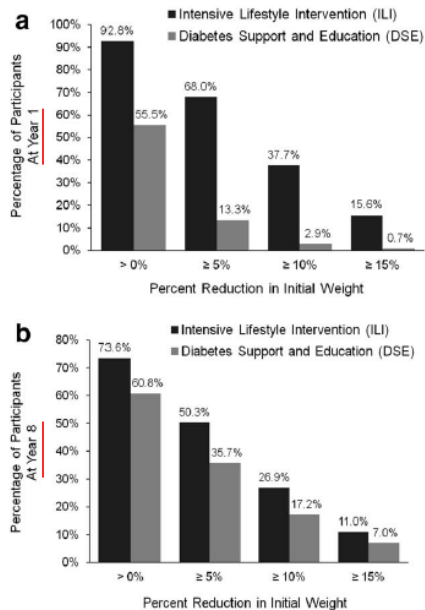 a
Intensive Lifestyle Intervention (ILI)
Diabetes Support and Education (DSE)
Percentage of Participants
At Year 1
100%
90%
80%
70%
60%
50%
40%
30%
20%
10%
0%
92.8%
55.5%
68.0%
13.3%
37.7%
2.9%
15.6%
0.7%
> 0% ≥ 5% ≥ 10% ≥ 15%
Percent Reduction in Initial Weight
b
Intensive Lifestyle Intervention (ILI)
Diabetes Support and Education (DSE)
Percentage of Participants
At Year 8
80%
70%
60%
50%
40%
30%
20%
10%
0%
73.6%
60.8%
50.3%
35.7%
26.9%
17.2%
11.0%
7.0%
> 0% ≥ 5% ≥ 10% ≥ 15%
Percent Reduction in Initial Weight